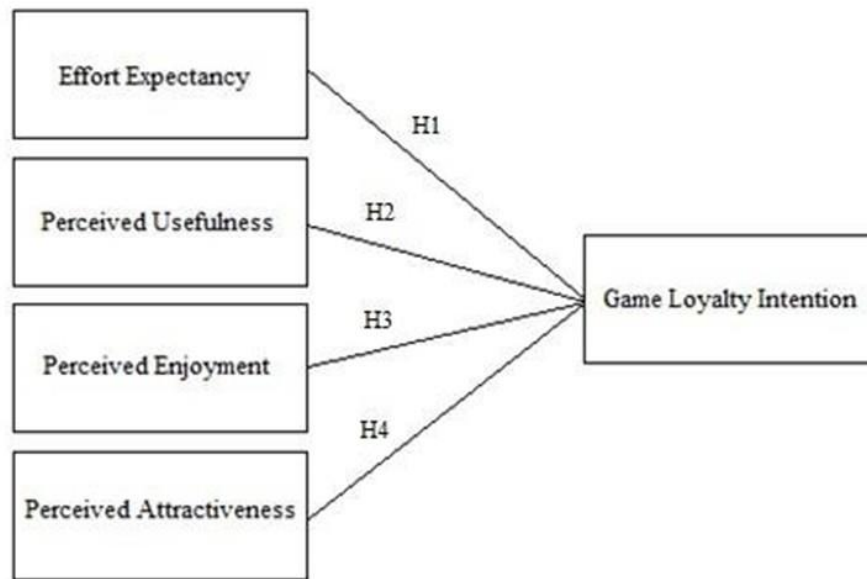 Effort Expectancy
H1
Perceived Usefulness
H2
Game Loyalty Intention
H3
Perceived Enjoyment
H4
Perceived Attractiveness